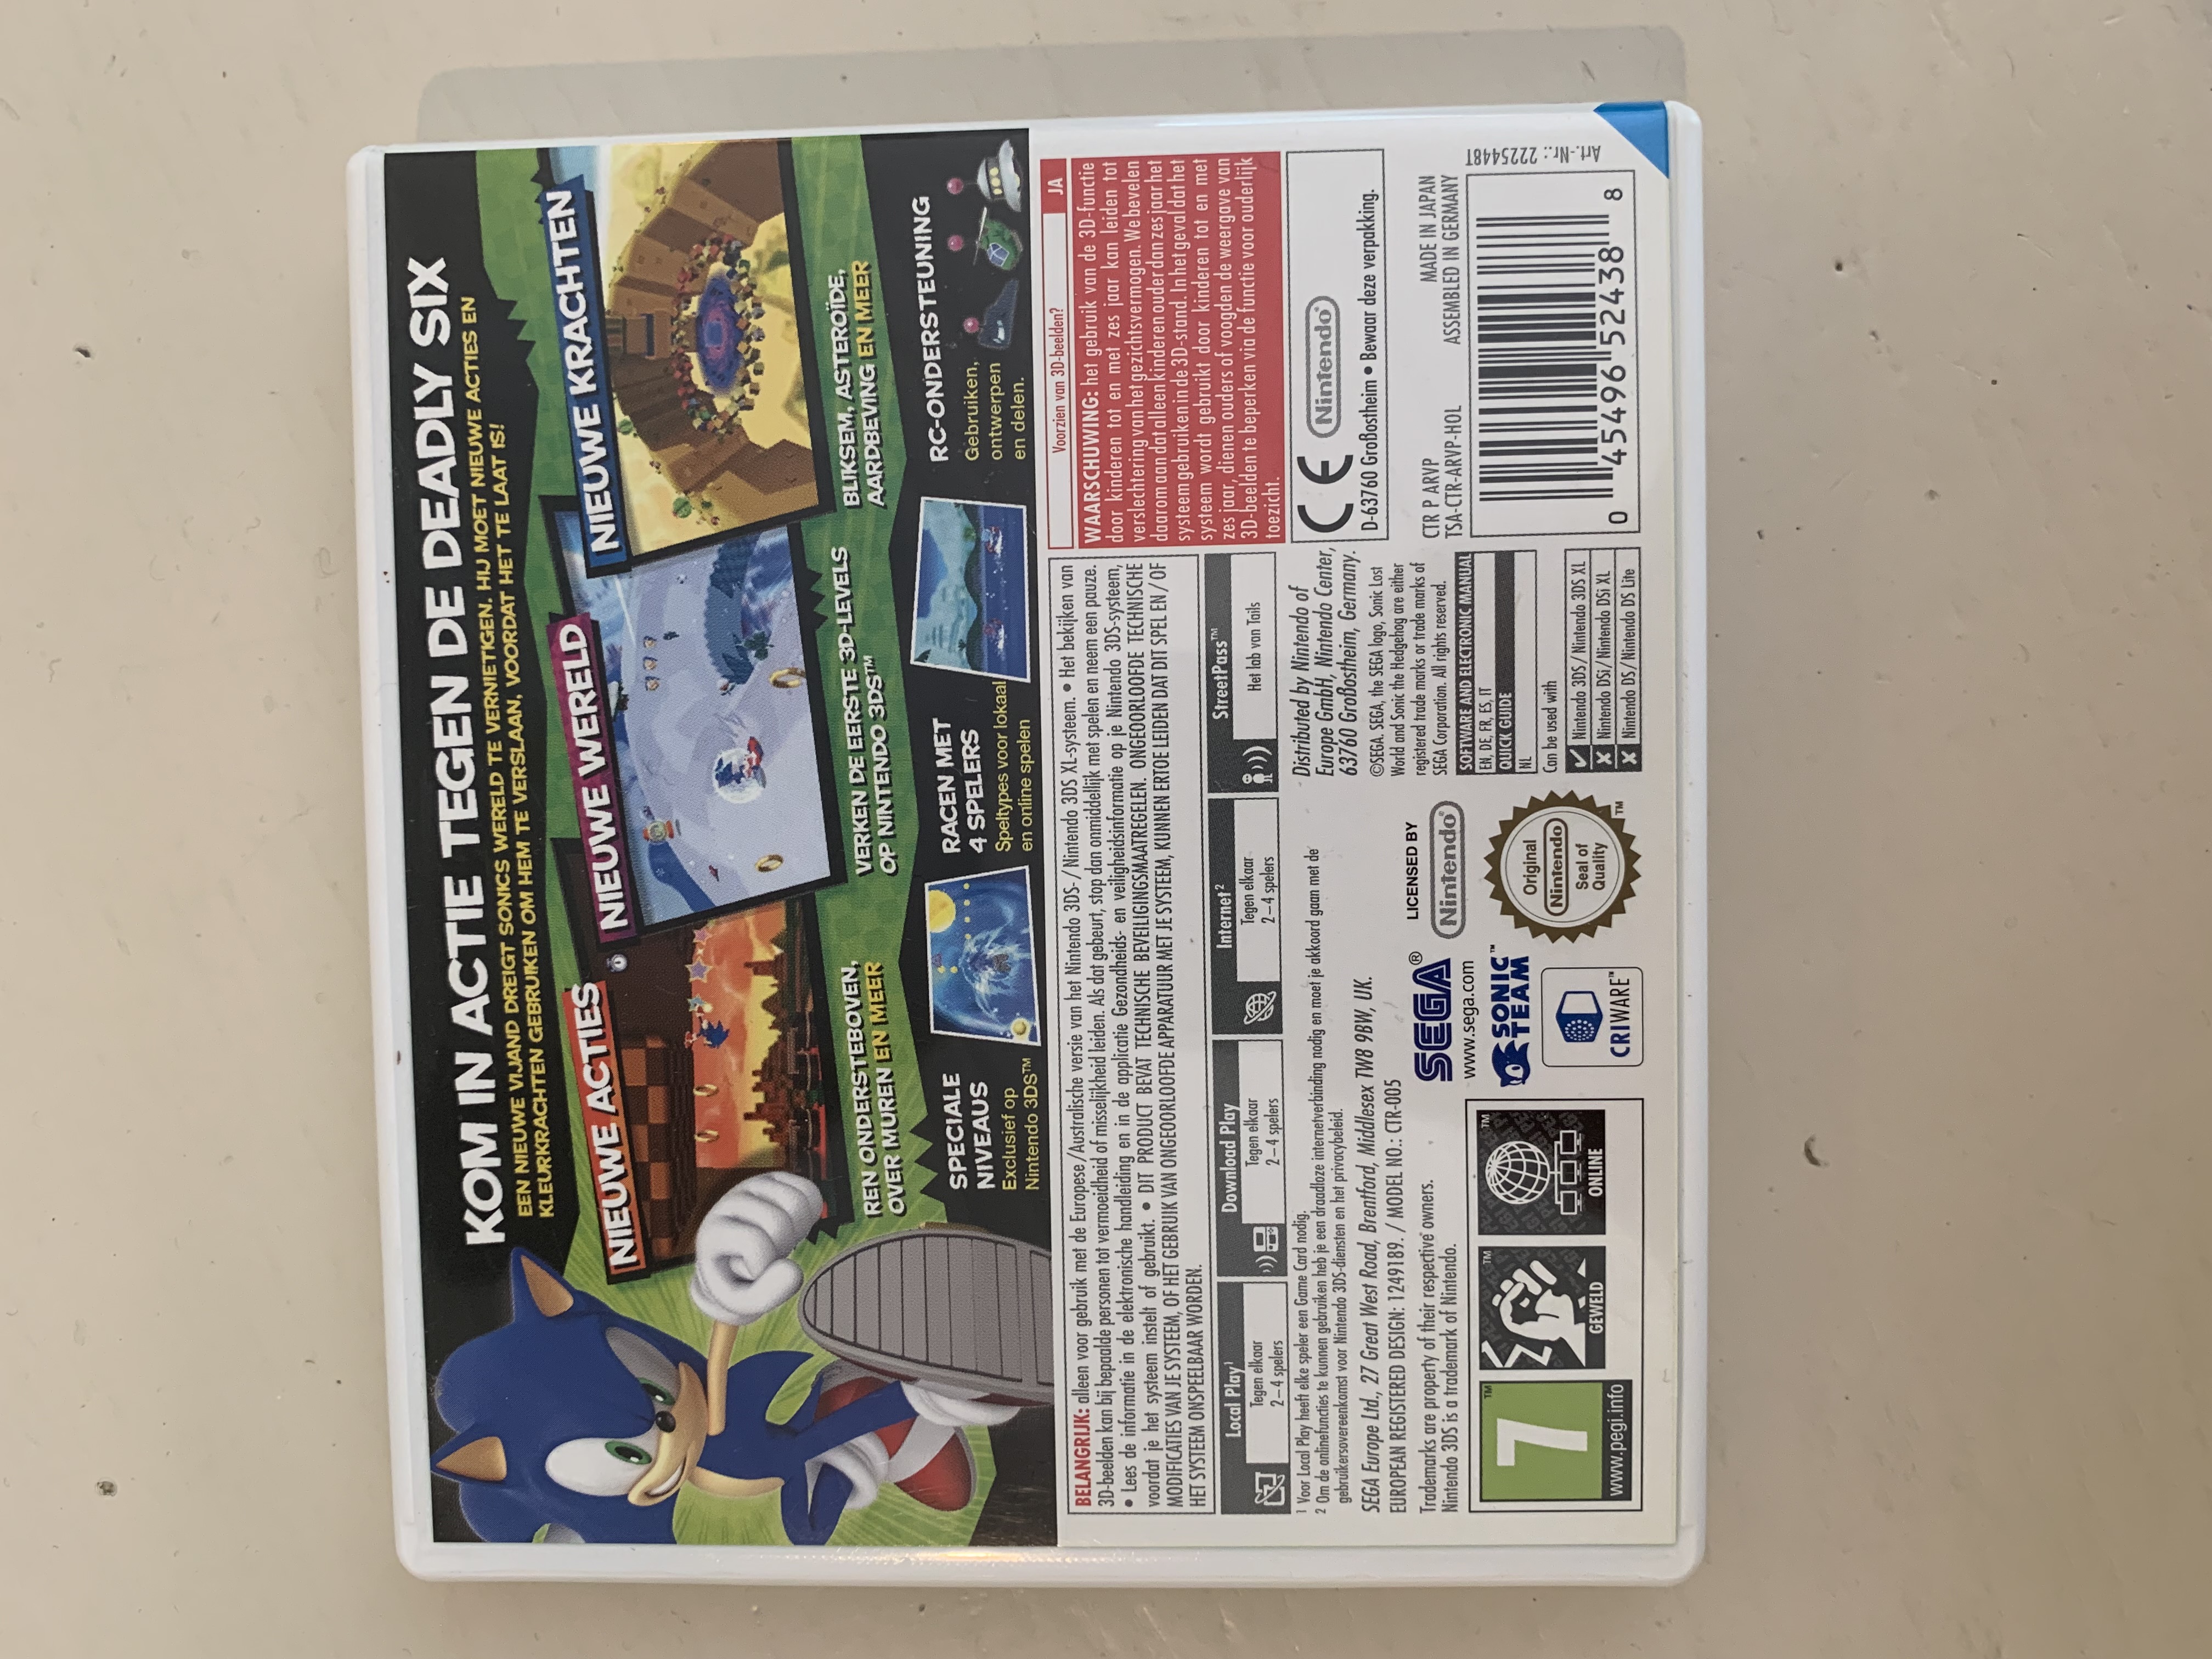 KOM IN ACTIE TEGEN DE DEADLY SIX
EEN NIEUWE VIJAND DREIGT SONICS WERELD TE VERNIETIGEN. HIJ MOET NIEUWE ACTIES EN
KLEURKRACHTEN GEBRUIKEN OM HEM TE VERSLAAN, VOORDAT HET TE LAAT IS!
NIEUWE ACTIES
NIEUWE WERELD
NIEUWE KRACHTEN
REN ONDERSTEBOVEN,
OVER MUREN EN MEER
VERKEN DE EERSTE 3D-LEVELS
OP NINTENDO 3DS™
BLIKSEM, ASTEROÏDE,
AARDBEVING EN MEER
SPECIALE
NIVEAUS
Exclusief op
Nintendo 3DS™
RACEN MET
4 SPELERS
Speltypes voor lokaal
en online spelen
RC-ONDERSTEUNING
Gebruiken,
ontwerpen
en delen.
BELANGRIJK: alleen voor gebruik met de Europese/Australische versie van het Nintendo 3DS-/Nintendo 3DS XL-systeem. • Het bekijken van
3D-beelden kan bij bepaalde personen tot vermoeidheid of misselijkheid leiden. Als dat gebeurt, stop dan onmiddellijk met spelen en neem een pauze.
• Lees de informatie in de elektronische handleiding en in de applicatie Gezondheids- en veiligheidsinformatie op je Nintendo 3DS-systeem,
voordat je het systeem instelt of gebruikt. • DIT PRODUCT BEVAT TECHNISCHE BEVEILIGINGSMAATREGELEN. ONGEOORLOOFDE TECHNISCHE
MODIFICATIES VAN JE SYSTEEM, OF HET GEBRUIK VAN ONGEOORLOOFDE APPARATUUR MET JE SYSTEEM, KUNNEN ERTOE LEIDEN DAT DIT SPEL EN/OF
HET SYSTEEM ONSPEELBAAR WORDEN.
Voorzien van 3D-beelden? JA
WAARSCHUWING: het gebruik van de 3D-functie
door kinderen tot en met zes jaar kan leiden tot
verslechtering van het gezichtsvermogen. We bevelen
daarom aan dat alleen kinderen ouder dan zes jaar het
systeem gebruiken in de 3D-stand. In het geval dat het
systeem wordt gebruikt door kinderen tot en met
zes jaar, dienen ouders of voogden de weergave van
3D-beelden te beperken via de functie voor ouderlijk
toezicht.
Local Play¹
Tegen elkaar
2–4 spelers
Download Play
Tegen elkaar
2–4 spelers
Internet²
Tegen elkaar
2–4 spelers
StreetPass™
Het lab van Tails
¹ Voor Local Play heeft elke speler een Game Card nodig.
² Om de onlinefuncties te kunnen gebruiken heb je een draadloze internetverbinding nodig en moet je akkoord gaan met de
gebruikersovereenkomst voor Nintendo 3DS-diensten en het privacybeleid.
SEGA Europe Ltd., 27 Great West Road, Brentford, Middlesex TW8 9BW, UK.
EUROPEAN REGISTERED DESIGN: 1249189. / MODEL NO.: CTR-005
Trademarks are property of their respective owners.
Nintendo 3DS is a trademark of Nintendo.
Distributed by Nintendo of
Europe GmbH, Nintendo Center,
63760 Großostheim, Germany.
©SEGA. SEGA, the SEGA logo, Sonic Lost
World and Sonic the Hedgehog are either
registered trade marks or trade marks of
SEGA Corporation. All rights reserved.
CE Nintendo®
D-63760 Großostheim • Bewaar deze verpakking.
7™
www.pegi.info
™
GEWELD
™
ONLINE
SEGA®
www.sega.com
SONIC™
TEAM
CRIWARE™
LICENSED BY
Nintendo®
Original
Nintendo®
Seal of
Quality
™
SOFTWARE AND ELECTRONIC MANUAL
EN, DE, FR, ES, IT
QUICK GUIDE
NL
Can be used with
Nintendo 3DS/Nintendo 3DS XL
Nintendo DSi/Nintendo DSi XL
Nintendo DS/Nintendo DS Lite
CTR P ARVP
TSA-CTR-ARVP-HOL
MADE IN JAPAN
ASSEMBLED IN GERMANY
0 45496 52438 8
Art.-Nr.: 2225448T